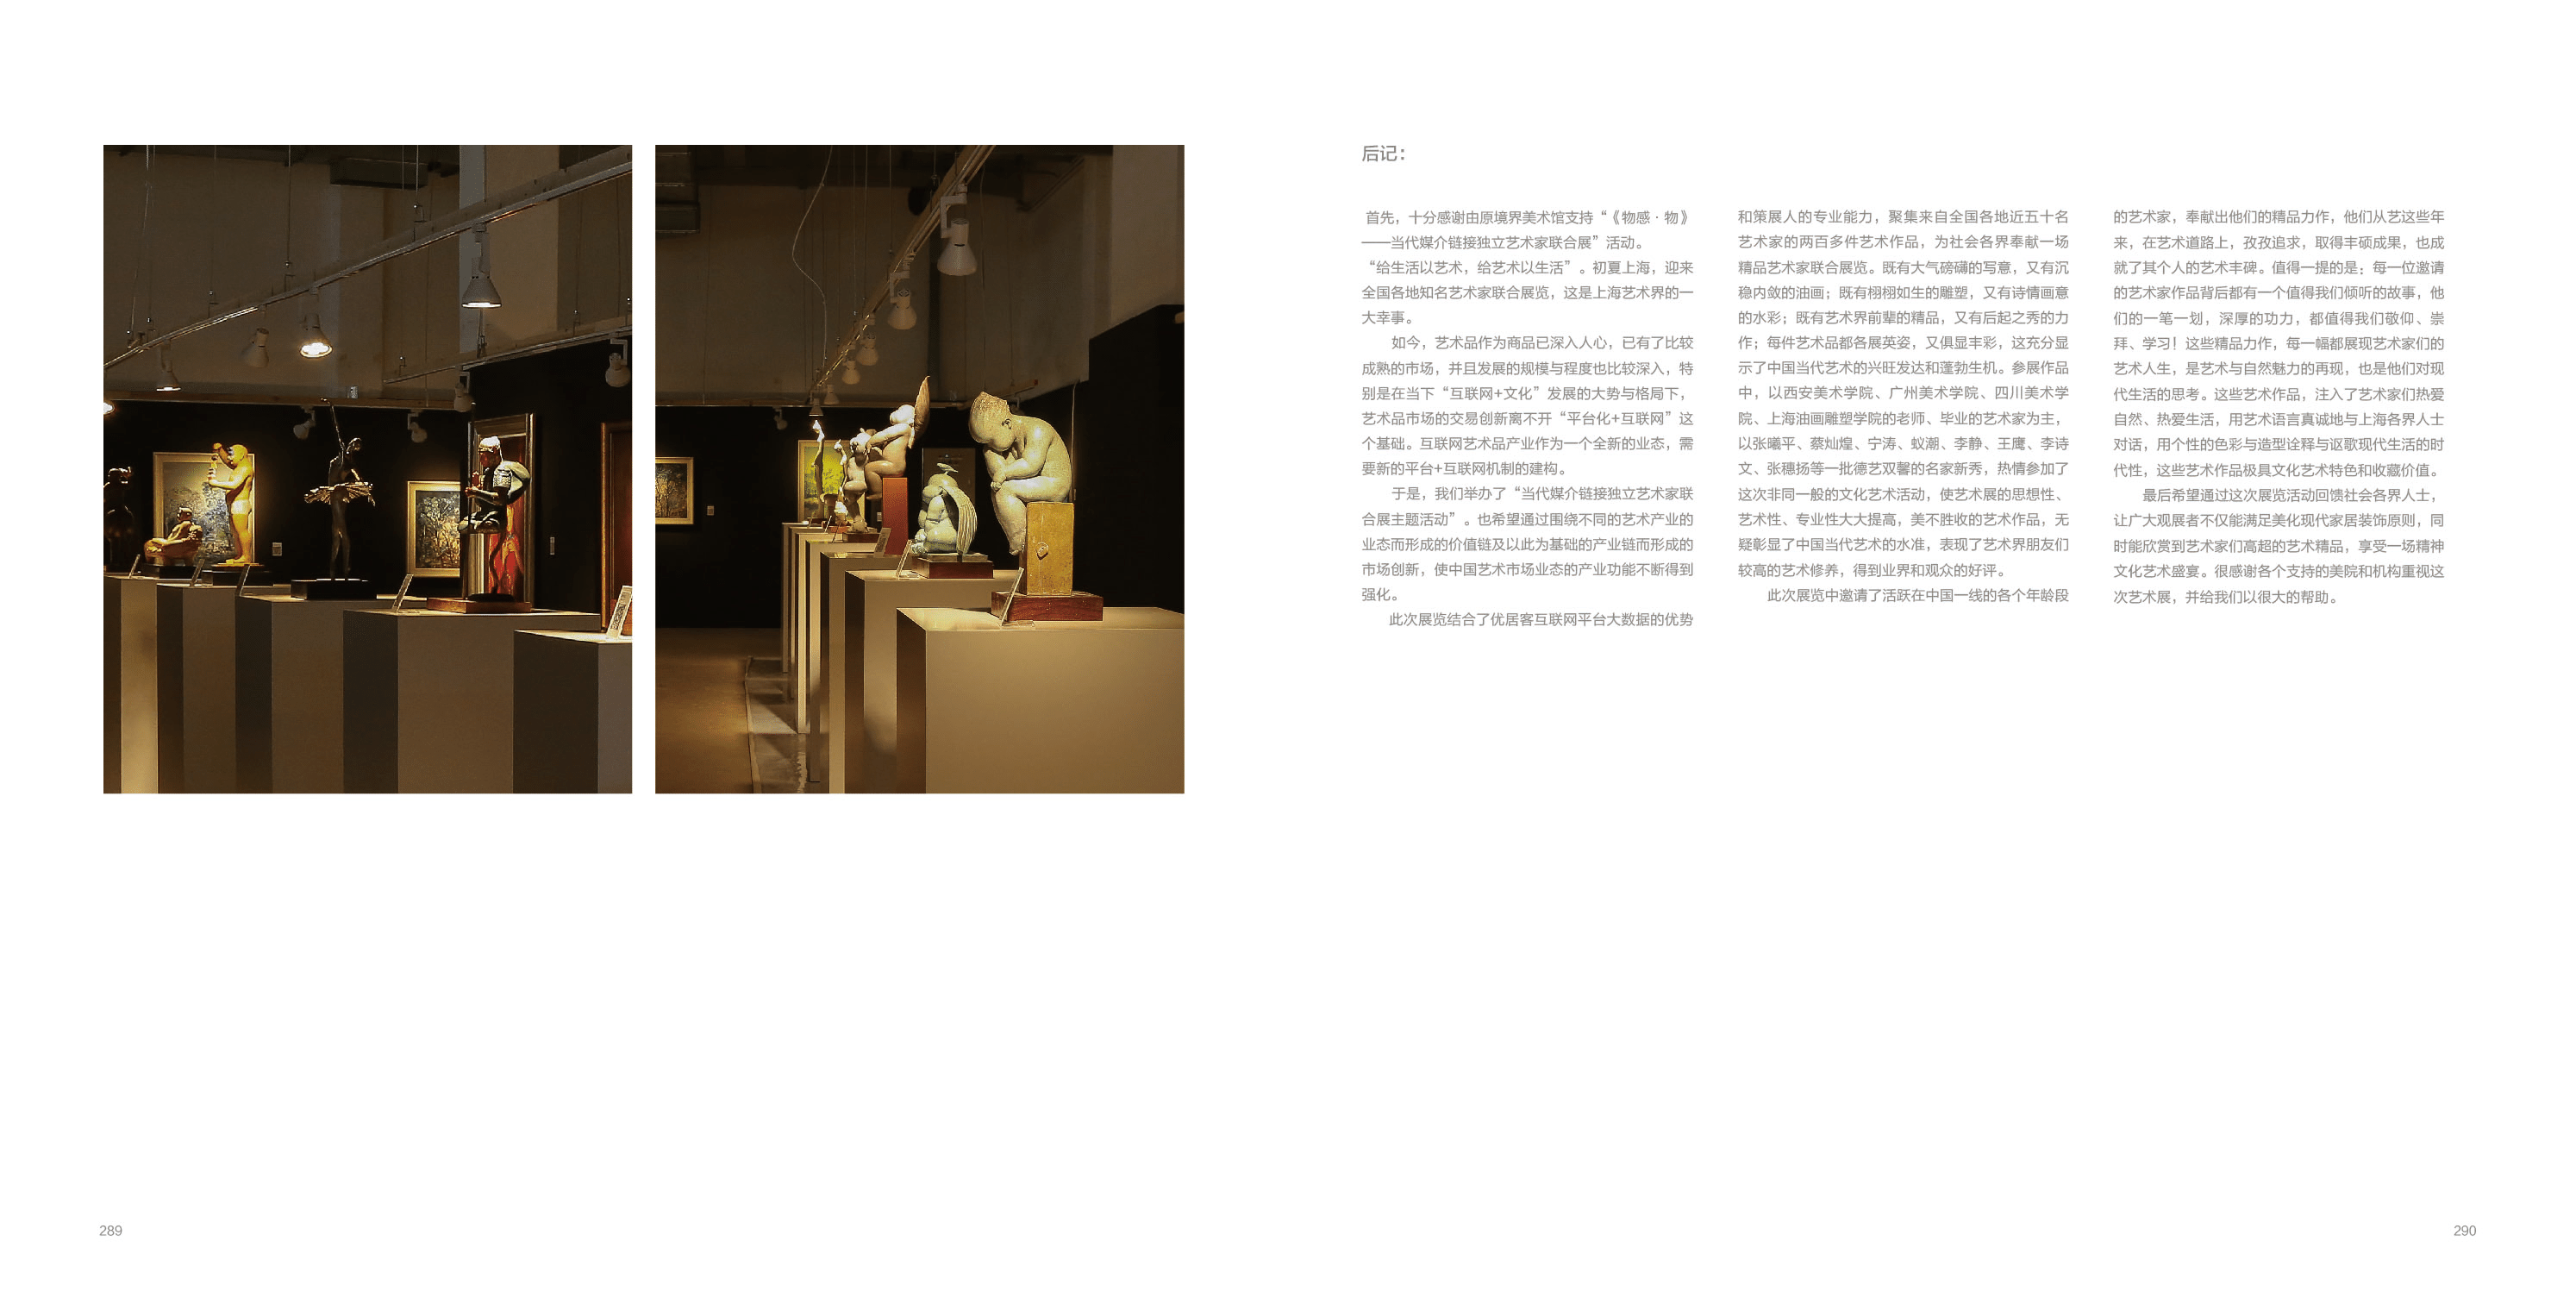 后记：
首先，十分感谢由原境界美术馆支持“《物感·物》
——当代媒介链接独立艺术家联合展”活动。
“给生活以艺术，给艺术以生活”。初夏上海，迎来
全国各地知名艺术家联合展览，这是上海艺术界的一
大幸事。
如今，艺术品作为商品已深入人心，已有了比较
成熟的市场，并且发展的规模与程度也比较深入，特
别是在当下“互联网+文化”发展的大势与格局下，
艺术品市场的交易创新离不开“平台化+互联网”这
个基础。互联网艺术品产业作为一个全新的业态，需
要新的平台+互联网机制的建构。
于是，我们举办了“当代媒介链接独立艺术家联
合展主题活动”。也希望通过围绕不同的艺术产业的
业态而形成的价值链及以此为基础的产业链而形成的
市场创新，使中国艺术市场业态的产业功能不断得到
强化。
此次展览结合了优居客互联网平台大数据的优势
和策展人的专业能力，聚集来自全国各地近五十名
艺术家的两百多件艺术作品，为社会各界奉献一场
精品艺术家联合展览。既有大气磅礴的写意，又有沉
稳内敛的油画；既有栩栩如生的雕塑，又有诗情画意
的水彩；既有艺术界前辈的精品，又有后起之秀的力
作；每件艺术品都各展英姿，又俱显丰彩，这充分显
示了中国当代艺术的兴旺发达和蓬勃生机。参展作品
中，以西安美术学院、广州美术学院、四川美术学
院、上海油画雕塑学院的老师、毕业的艺术家为主，
以张曦平、蔡灿煌、宁涛、蚁潮、李静、王鹰、李诗
文、张穗扬等一批德艺双馨的名家新秀，热情参加了
这次非同一般的文化艺术活动，使艺术展的思想性、
艺术性、专业性大大提高，美不胜收的艺术作品，无
疑彰显了中国当代艺术的水准，表现了艺术界朋友们
较高的艺术修养，得到业界和观众的好评。
此次展览中邀请了活跃在中国一线的各个年龄段
的艺术家，奉献出他们的精品力作，他们从艺这些年
来，在艺术道路上，孜孜追求，取得丰硕成果，也成
就了其个人的艺术丰碑。值得一提的是：每一位邀请
的艺术家作品背后都有一个值得我们倾听的故事，他
们的一笔一划，深厚的功力，都值得我们敬仰、崇
拜、学习！这些精品力作，每一幅都展现艺术家们的
艺术人生，是艺术与自然魅力的再现，也是他们对现
代生活的思考。这些艺术作品，注入了艺术家们热爱
自然、热爱生活，用艺术语言真诚地与上海各界人士
对话，用个性的色彩与造型诠释与讴歌现代生活的时
代性，这些艺术作品极具文化艺术特色和收藏价值。
最后希望通过这次展览活动回馈社会各界人士，
让广大观展者不仅能满足美化现代家居装饰原则，同
时能欣赏到艺术家们高超的艺术精品，享受一场精神
文化艺术盛宴。很感谢各个支持的美院和机构重视这
次艺术展，并给我们以很大的帮助。
289
290